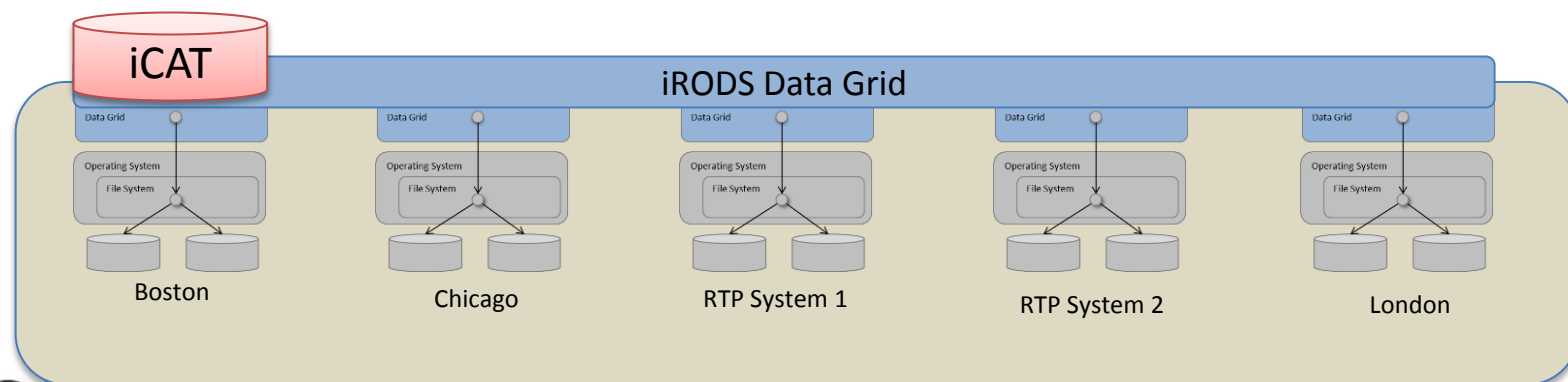 iCAT
iRODS Data Grid
Data Grid
Operating System
File System
Boston
Data Grid
Operating System
File System
Chicago
Data Grid
Operating System
File System
RTP System 1
Data Grid
Operating System
File System
RTP System 2
Data Grid
Operating System
File System
London